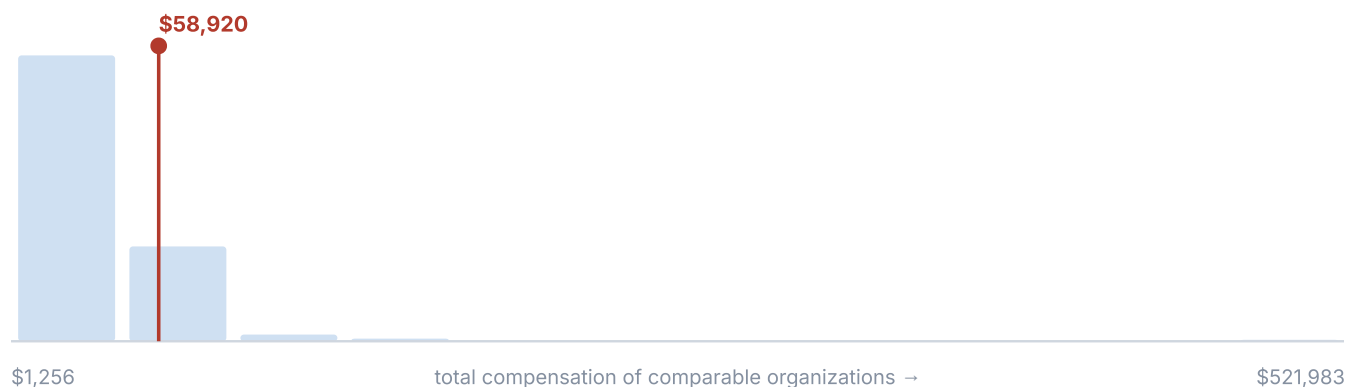 $58,920
$1,256
total compensation of comparable organizations →
$521,983